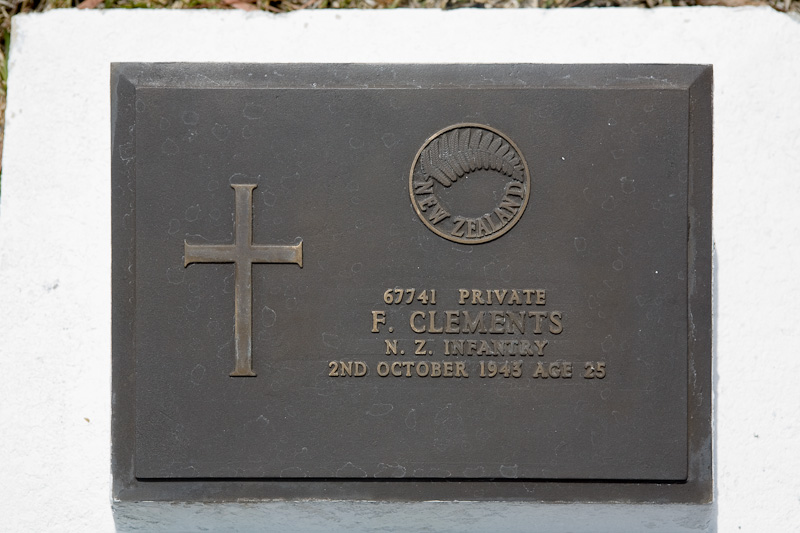 NEW ZEALAND
67741 PRIVATE
F. CLEMENTS
N. Z. INFANTRY
2ND OCTOBER 1943 AGE 25